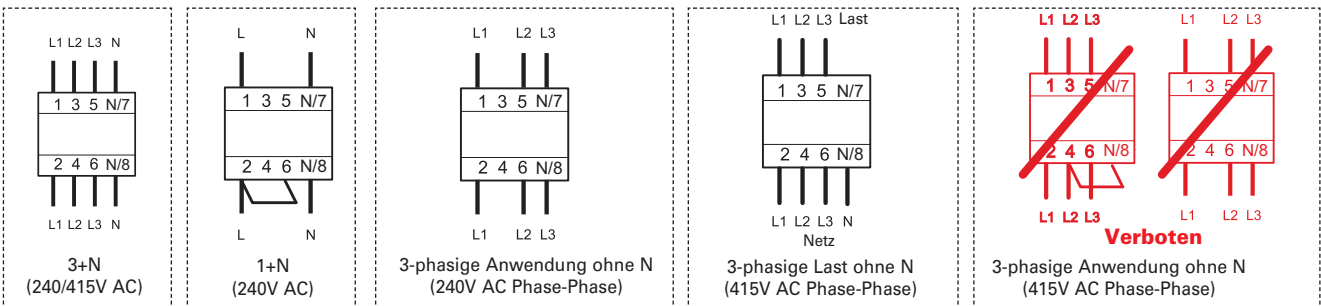 L1 L2 L3 N
1 3 5 N/7
2 4 6 N/8
L1 L2 L3 N
3+N
(240/415V AC)
L N
1 3 5 N/7
2 4 6 N/8
L N
1+N
(240V AC)
L1 L2 L3
1 3 5 N/7
2 4 6 N/8
L1 L2 L3
3-phasige Anwendung ohne N
(240V AC Phase-Phase)
L1 L2 L3 Last
1 3 5 N/7
2 4 6 N/8
L1 L2 L3 N
Netz
3-phasige Last ohne N
(415V AC Phase-Phase)
L1 L2 L3
1 3 5 N/7
2 4 6 N/8
L1 L2 L3
L1 L2 L3
1 3 5 N/7
2 4 6 N/8
L1 L2 L3
Verboten
3-phasige Anwendung ohne N
(415V AC Phase-Phase)